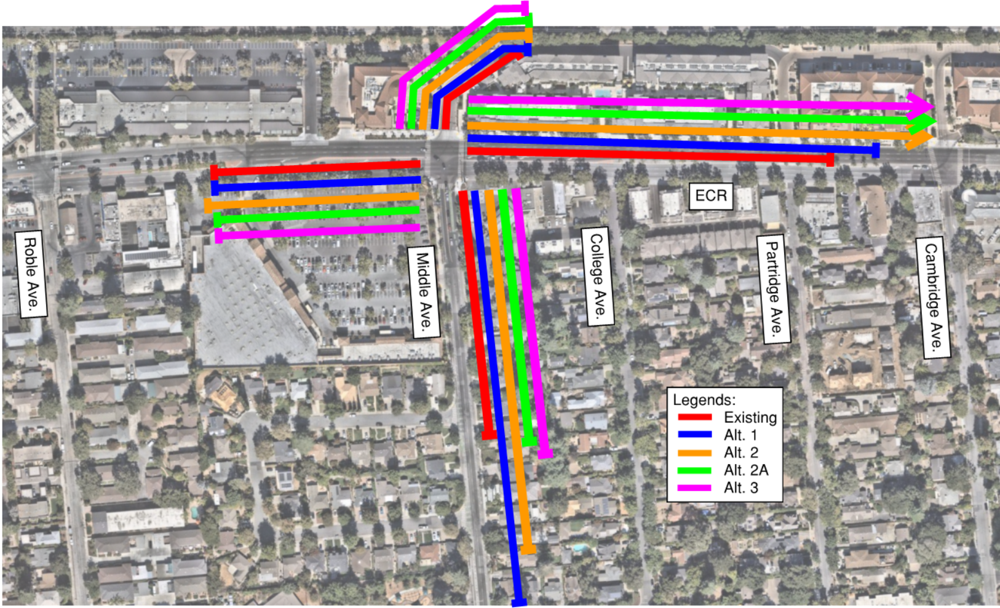 ECR
Roble Ave.
Middle Ave.
College Ave.
Partridge Ave.
Cambridge Ave.
Legends:
Existing
Alt. 1
Alt. 2
Alt. 2A
Alt. 3